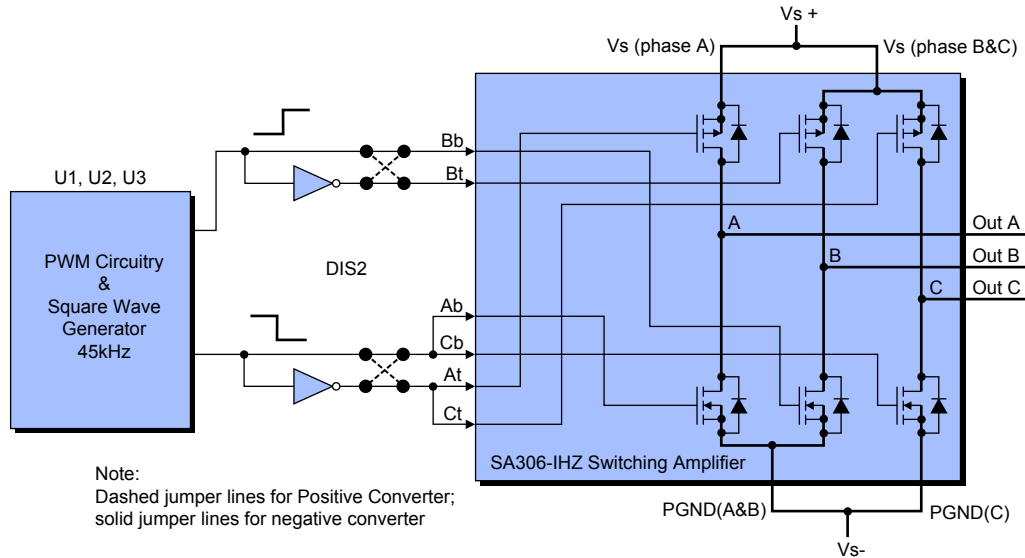 Vs +
Vs (phase A)
Vs (phase B&C)
Bb
Bt
U1, U2, U3
PWM Circuitry
&
Square Wave
Generator
45kHz
DIS2
A
Out A
B
Out B
C
Out C
Ab
Cb
At
Ct
SA306-IHZ Switching Amplifier
Note:
Dashed jumper lines for Positive Converter;
solid jumper lines for negative converter
PGND(A&B)
PGND(C)
Vs-